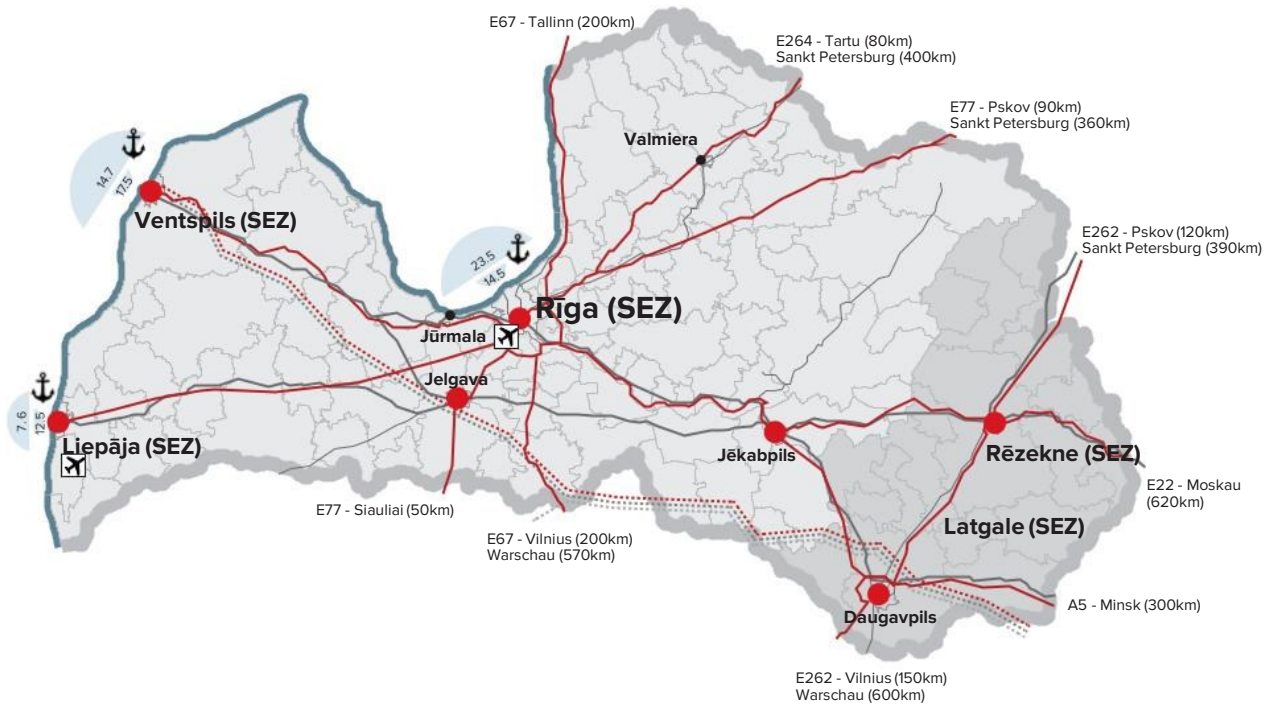 E67 - Tallinn (200km)
E264 - Tartu (80km)
Sankt Petersburg (400km)
E77 - Pskov (90km)
Sankt Petersburg (360km)
Valmiera
14.7
17.5
Ventspils (SEZ)
E262 - Pskov (120km)
Sankt Petersburg (390km)
23.5
14.5
Rīga (SEZ)
Jūrmala
Jelgava
7.6
12.5
Liepāja (SEZ)
Jēkabpils
Rēzekne (SEZ)
E22 - Moskau
(620km)
E77 - Siauliai (50km)
Latgale (SEZ)
E67 - Vilnius (200km)
Warschau (570km)
A5 - Minsk (300km)
Daugavpils
E262 - Vilnius (150km)
Warschau (600km)